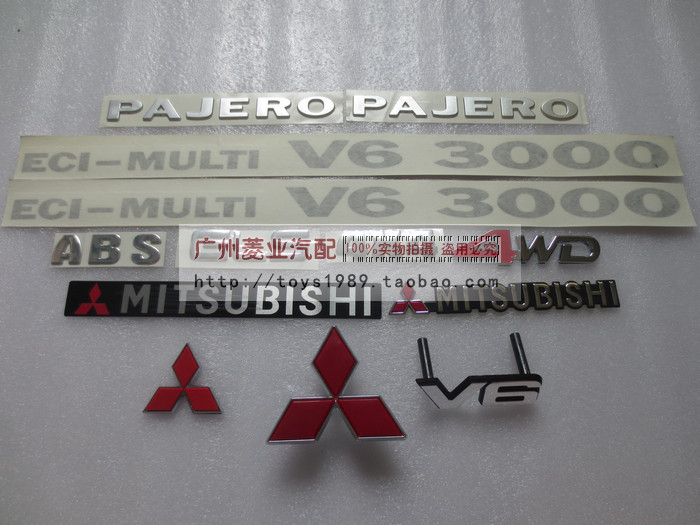 PAJERO PAJERO
ECI-MULTI V6 3000
ECI-MULTI V6 3000
ABS
广州菱业汽配 100%实物拍摄 盗用必究
4WD
http://toys1989.taobao.com
MITSUBISHI MITSUBISHI
V6